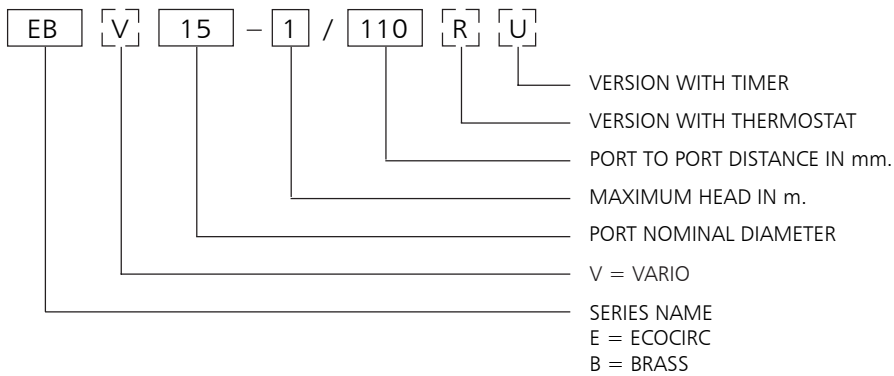 EB V 15 – 1 / 110 R U
VERSION WITH TIMER
VERSION WITH THERMOSTAT
PORT TO PORT DISTANCE IN mm.
MAXIMUM HEAD IN m.
PORT NOMINAL DIAMETER
V = VARIO
SERIES NAME
E = ECOCIRC
B = BRASS